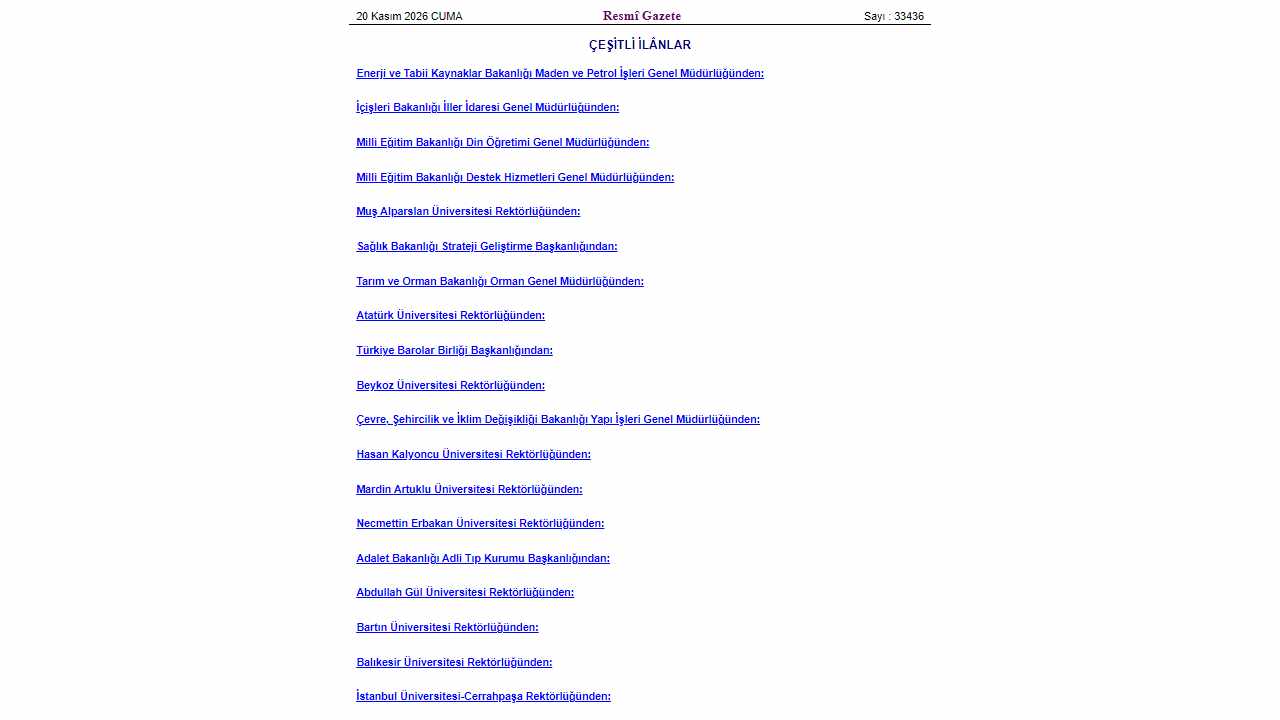 20 Kasım 2026 CUMA Resmî Gazete Sayı : 33436
ÇEŞİTLİ İLÂNLAR
Enerji ve Tabii Kaynaklar Bakanlığı Maden ve Petrol İşleri Genel Müdürlüğünden:
İçişleri Bakanlığı İller İdaresi Genel Müdürlüğünden:
Milli Eğitim Bakanlığı Din Öğretimi Genel Müdürlüğünden:
Milli Eğitim Bakanlığı Destek Hizmetleri Genel Müdürlüğünden:
Muş Alparslan Üniversitesi Rektörlüğünden:
Sağlık Bakanlığı Strateji Geliştirme Başkanlığından:
Tarım ve Orman Bakanlığı Orman Genel Müdürlüğünden:
Atatürk Üniversitesi Rektörlüğünden:
Türkiye Barolar Birliği Başkanlığından:
Beykoz Üniversitesi Rektörlüğünden:
Çevre, Şehircilik ve İklim Değişikliği Bakanlığı Yapı İşleri Genel Müdürlüğünden:
Hasan Kalyoncu Üniversitesi Rektörlüğünden:
Mardin Artuklu Üniversitesi Rektörlüğünden:
Necmettin Erbakan Üniversitesi Rektörlüğünden:
Adalet Bakanlığı Adli Tıp Kurumu Başkanlığından:
Abdullah Gül Üniversitesi Rektörlüğünden:
Bartın Üniversitesi Rektörlüğünden:
Balıkesir Üniversitesi Rektörlüğünden:
İstanbul Üniversitesi-Cerrahpaşa Rektörlüğünden: